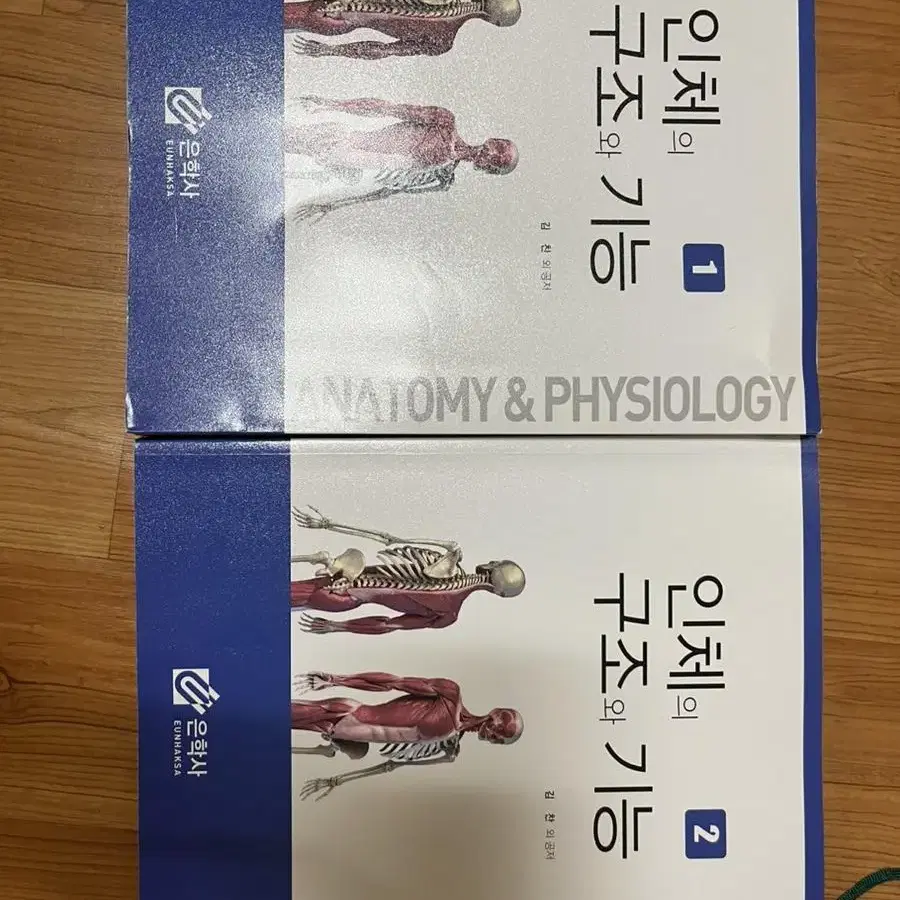 인체의
구조와 기능
1
김 찬 외 공저
ANATOMY & PHYSIOLOGY
은학사
EUNHAKSA
인체의
구조와 기능
2
김 찬 외 공저
은학사
EUNHAKSA